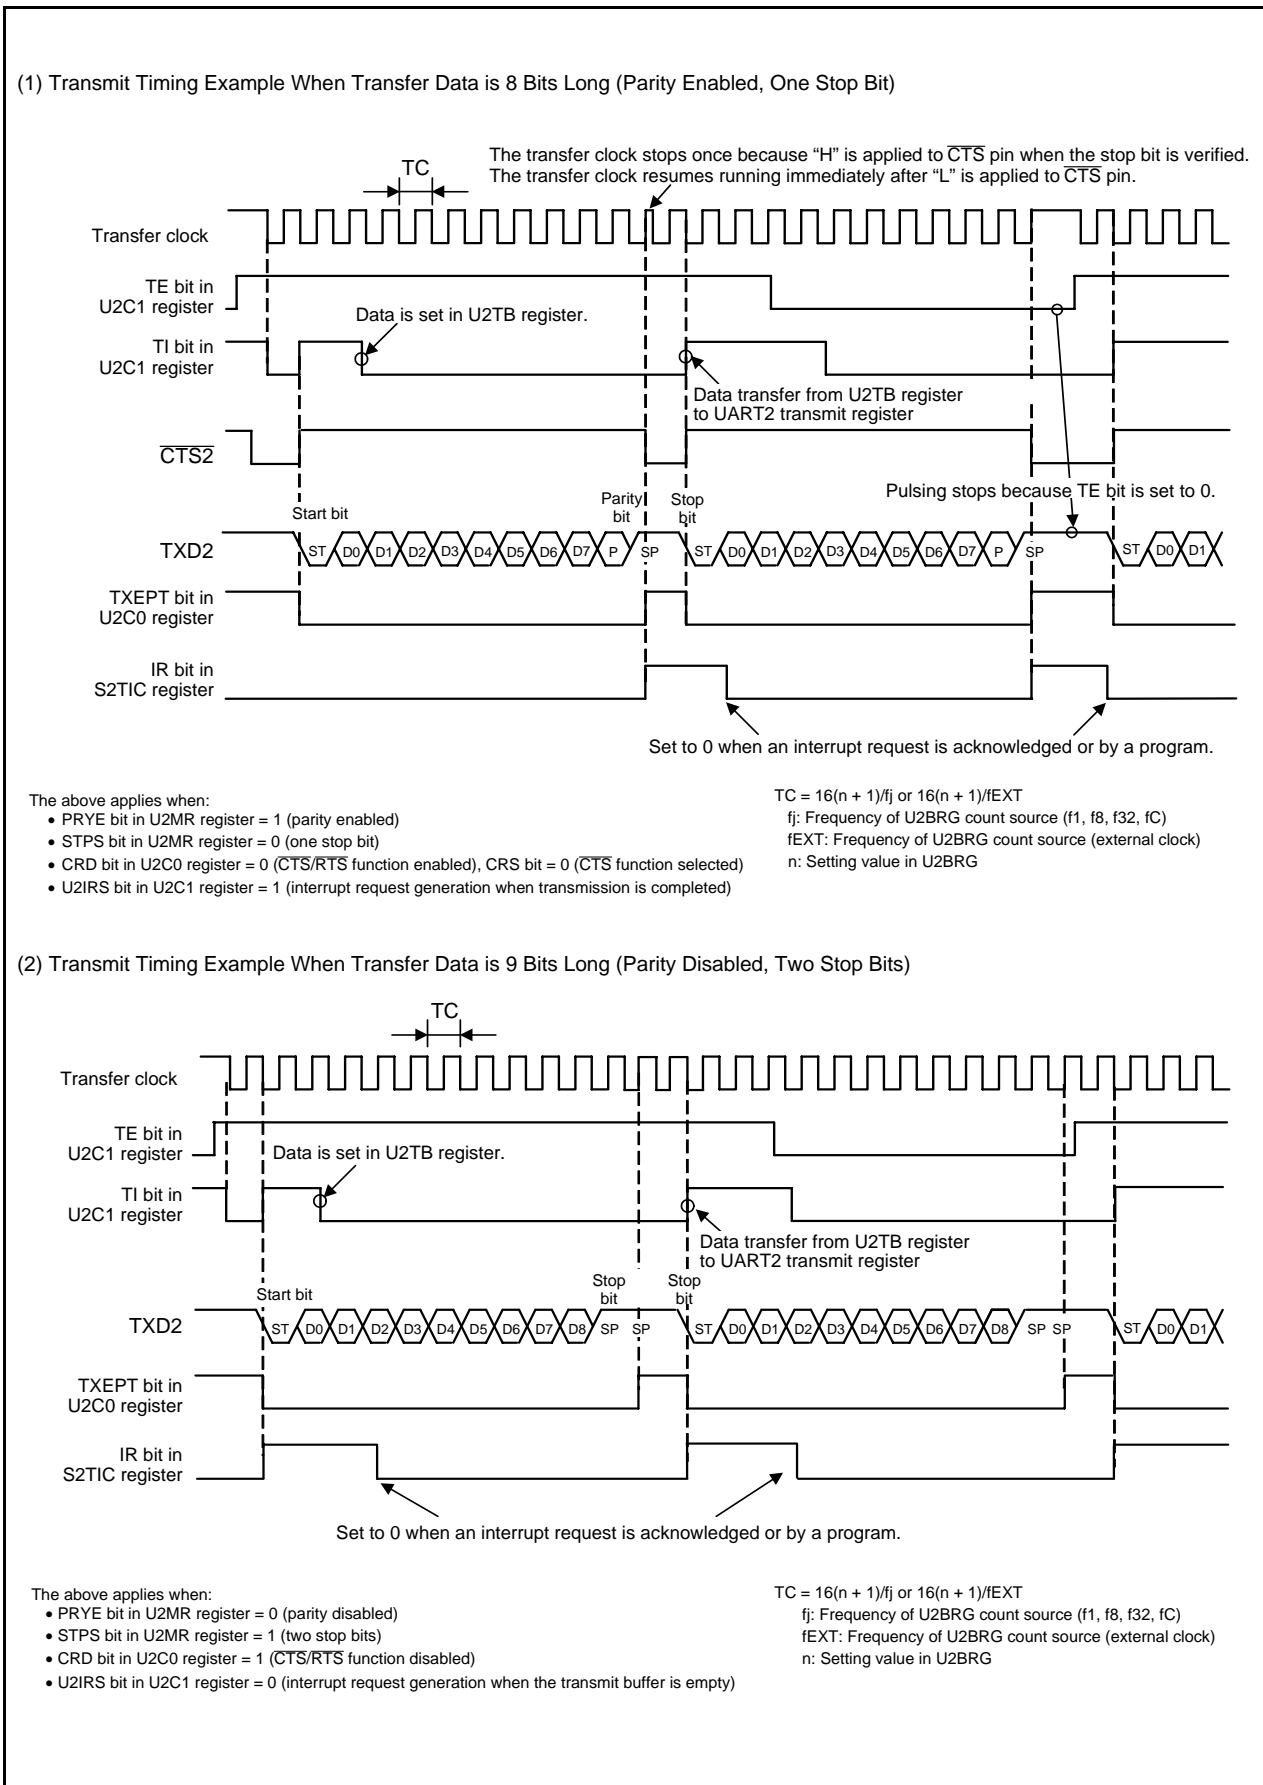 (1) Transmit Timing Example When Transfer Data is 8 Bits Long (Parity Enabled, One Stop Bit)
The transfer clock stops once because “H” is applied to CTS pin when the stop bit is verified.
The transfer clock resumes running immediately after “L” is applied to CTS pin.
TC
Transfer clock
TE bit in
U2C1 register
Data is set in U2TB register.
TI bit in
U2C1 register
Data transfer from U2TB register
to UART2 transmit register
CTS2
Pulsing stops because TE bit is set to 0.
Start bit
Parity
bit
Stop
bit
TXD2
ST D0 D1 D2 D3 D4 D5 D6 D7 P SP ST D0 D1 D2 D3 D4 D5 D6 D7 P SP ST D0 D1
TXEPT bit in
U2C0 register
IR bit in
S2TIC register
Set to 0 when an interrupt request is acknowledged or by a program.
The above applies when:
• PRYE bit in U2MR register = 1 (parity enabled)
• STPS bit in U2MR register = 0 (one stop bit)
• CRD bit in U2C0 register = 0 (CTS/RTS function enabled), CRS bit = 0 (CTS function selected)
• U2IRS bit in U2C1 register = 1 (interrupt request generation when transmission is completed)
TC = 16(n + 1)/fj or 16(n + 1)/fEXT
fj: Frequency of U2BRG count source (f1, f8, f32, fC)
fEXT: Frequency of U2BRG count source (external clock)
n: Setting value in U2BRG
(2) Transmit Timing Example When Transfer Data is 9 Bits Long (Parity Disabled, Two Stop Bits)
TC
Transfer clock
TE bit in
U2C1 register
Data is set in U2TB register.
TI bit in
U2C1 register
Data transfer from U2TB register
to UART2 transmit register
Start bit
Stop
bit
Stop
bit
TXD2
ST D0 D1 D2 D3 D4 D5 D6 D7 D8 SP SP ST D0 D1 D2 D3 D4 D5 D6 D7 D8 SP SP ST D0 D1
TXEPT bit in
U2C0 register
IR bit in
S2TIC register
Set to 0 when an interrupt request is acknowledged or by a program.
The above applies when:
• PRYE bit in U2MR register = 0 (parity disabled)
• STPS bit in U2MR register = 1 (two stop bits)
• CRD bit in U2C0 register = 1 (CTS/RTS function disabled)
• U2IRS bit in U2C1 register = 0 (interrupt request generation when the transmit buffer is empty)
TC = 16(n + 1)/fj or 16(n + 1)/fEXT
fj: Frequency of U2BRG count source (f1, f8, f32, fC)
fEXT: Frequency of U2BRG count source (external clock)
n: Setting value in U2BRG